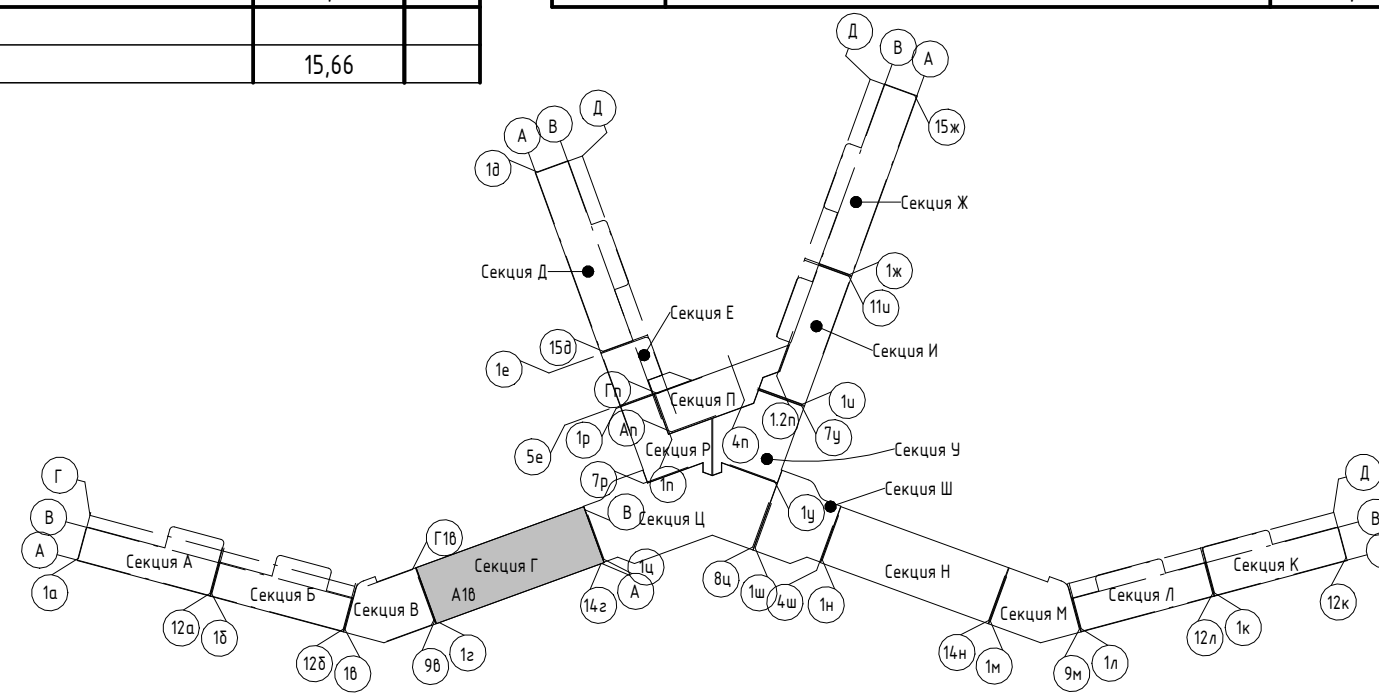 15,66
Д
В
А
15ж
Секция Ж
1ж
11и
Секция И
А
В
Д
1д
Секция Д
15д
1е
Секция Е
Гп
Секция П
Ап
5е
1р
4п
1.2п
1и
7у
Секция Р
Секция У
7р
1п
Секция Ш
В
Секция Ц
1у
Г
В
А
1а
Секция А
12а
1б
Секция Б
12б
1в
Секция В
Г1в
Секция Г
А1в
9в
1г
14г
1ц
А
8ц
1ш
4ш
1н
Секция Н
14н
1м
Секция М
9м
1л
Секция Л
12л
1к
Секция К
12к
Д
В